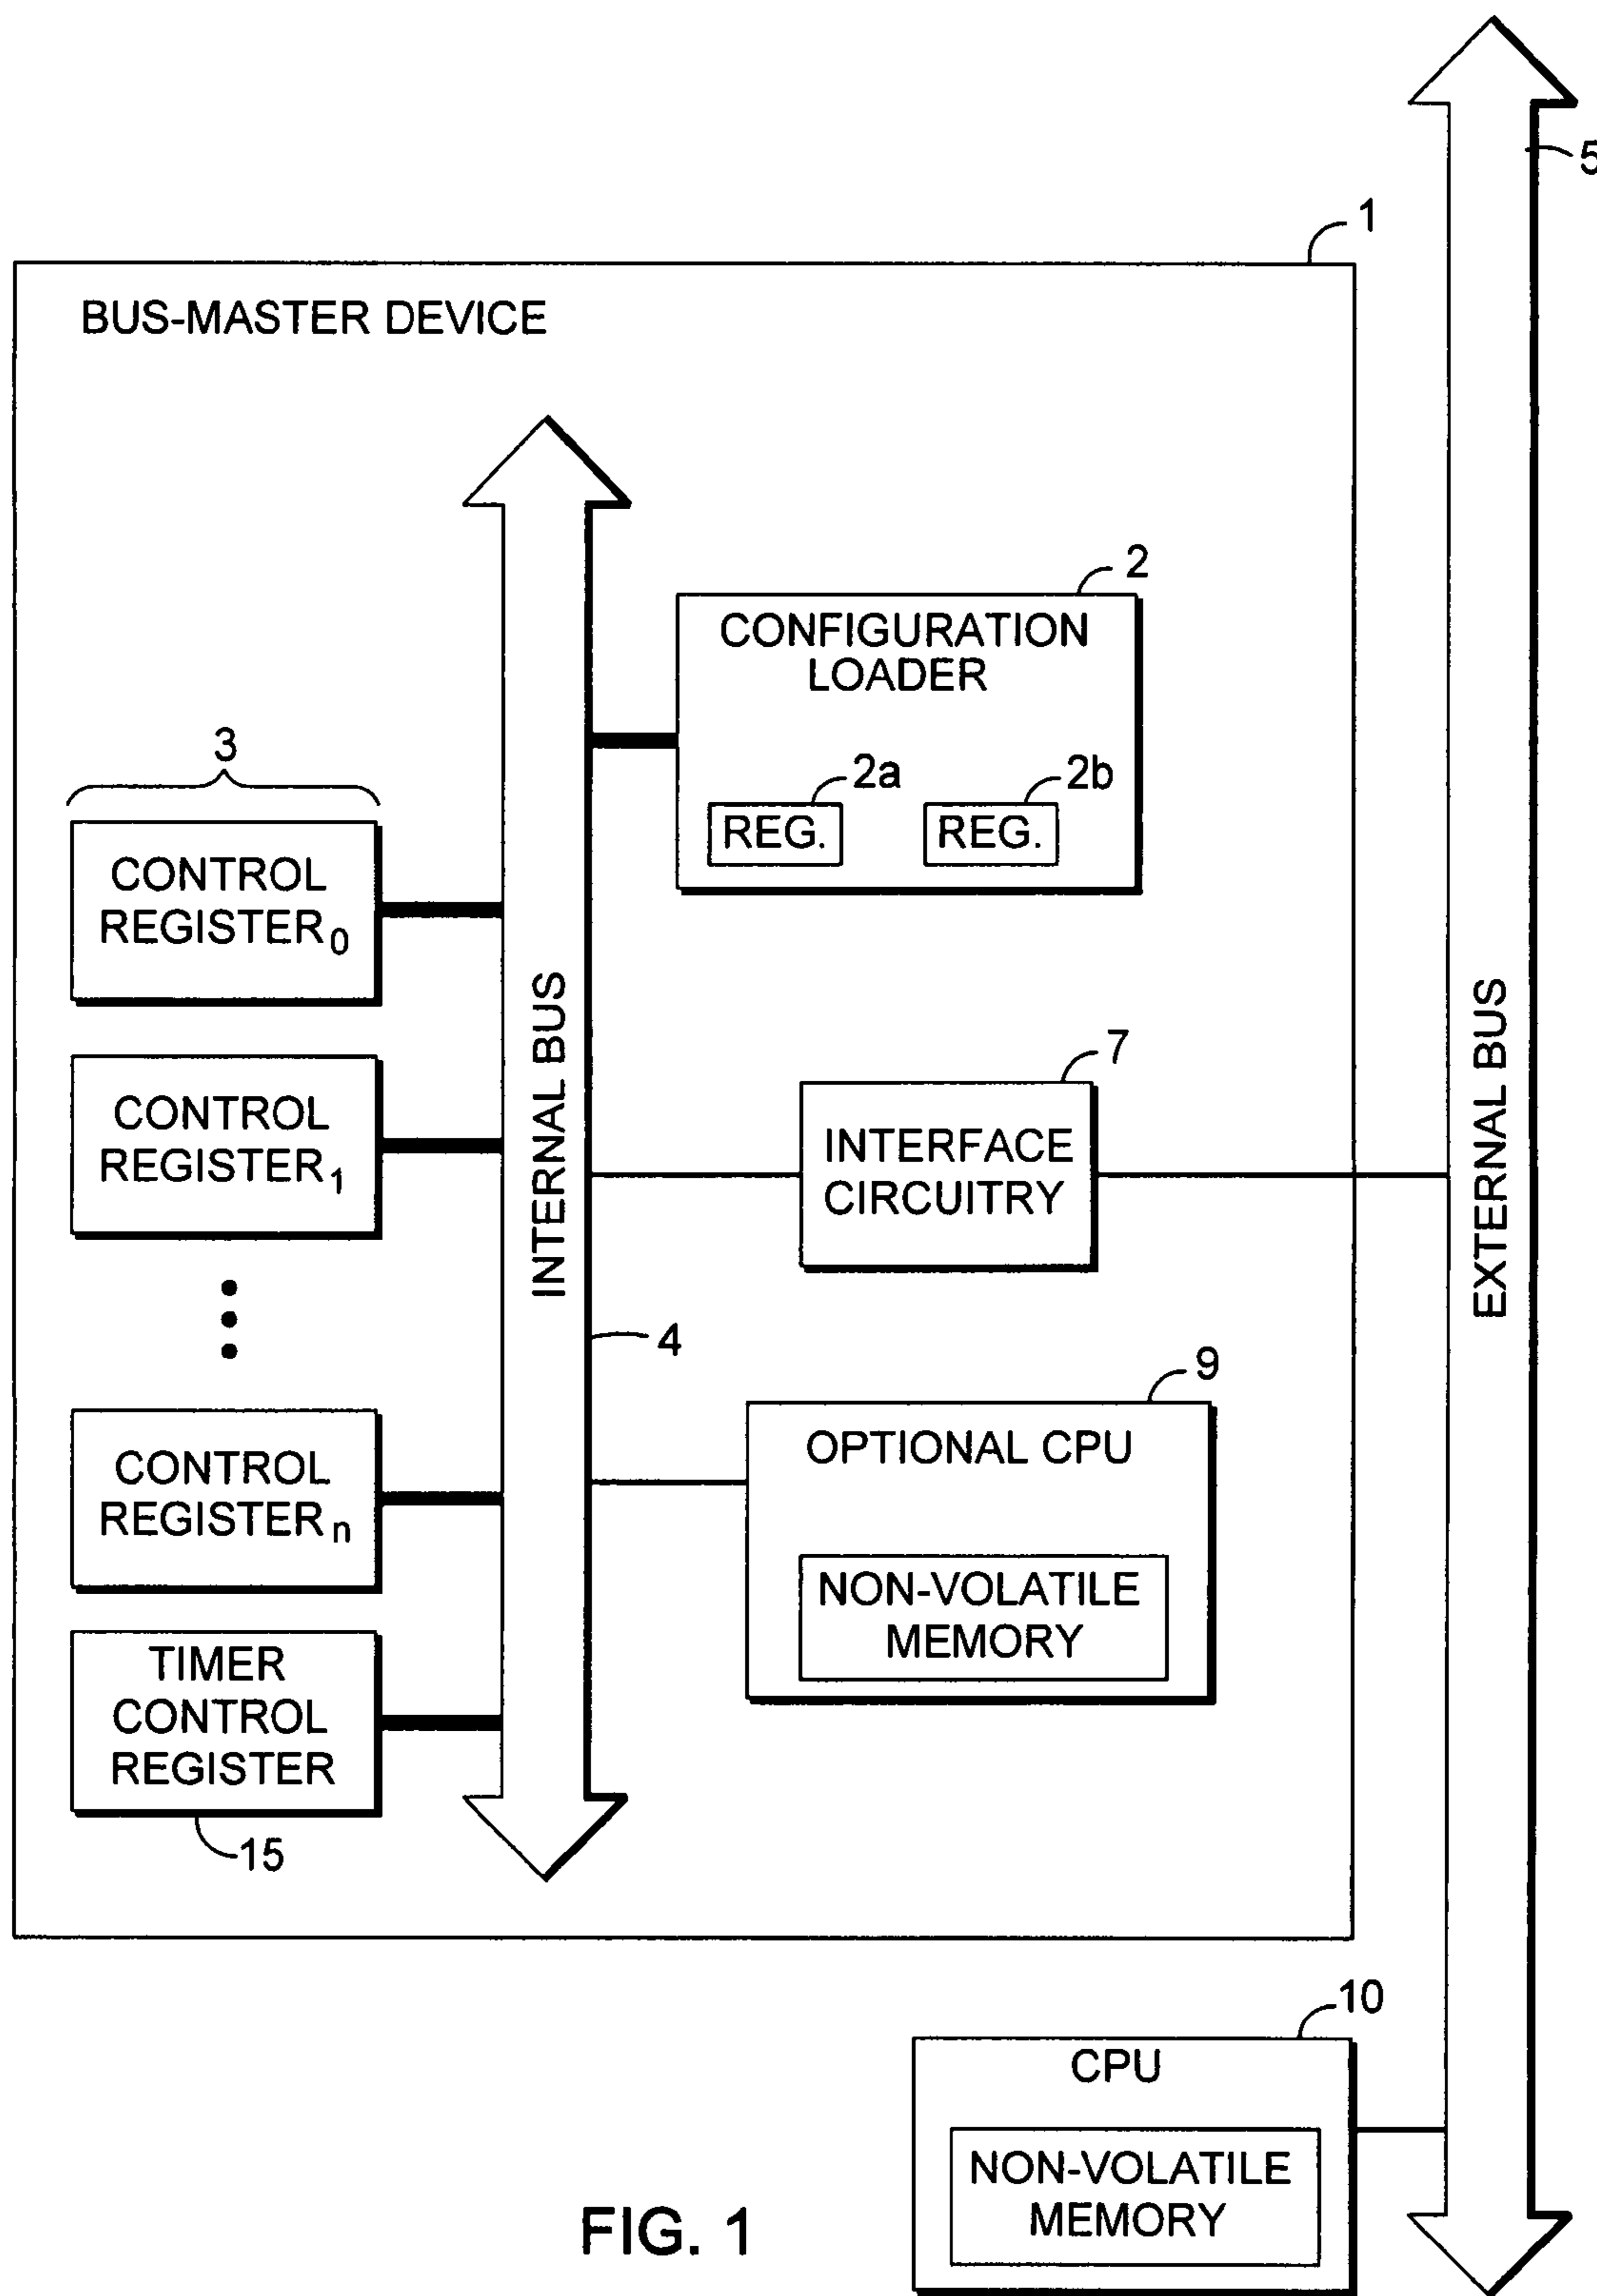 5
1
BUS-MASTER DEVICE
2
CONFIGURATION
LOADER
3
2a
2b
REG.
REG.
CONTROL
REGISTER0
INTERNAL BUS
EXTERNAL BUS
7
CONTROL
REGISTER1
INTERFACE
CIRCUITRY
4
9
OPTIONAL CPU
CONTROL
REGISTERn
NON-VOLATILE
MEMORY
TIMER
CONTROL
REGISTER
15
10
CPU
NON-VOLATILE
MEMORY
FIG. 1